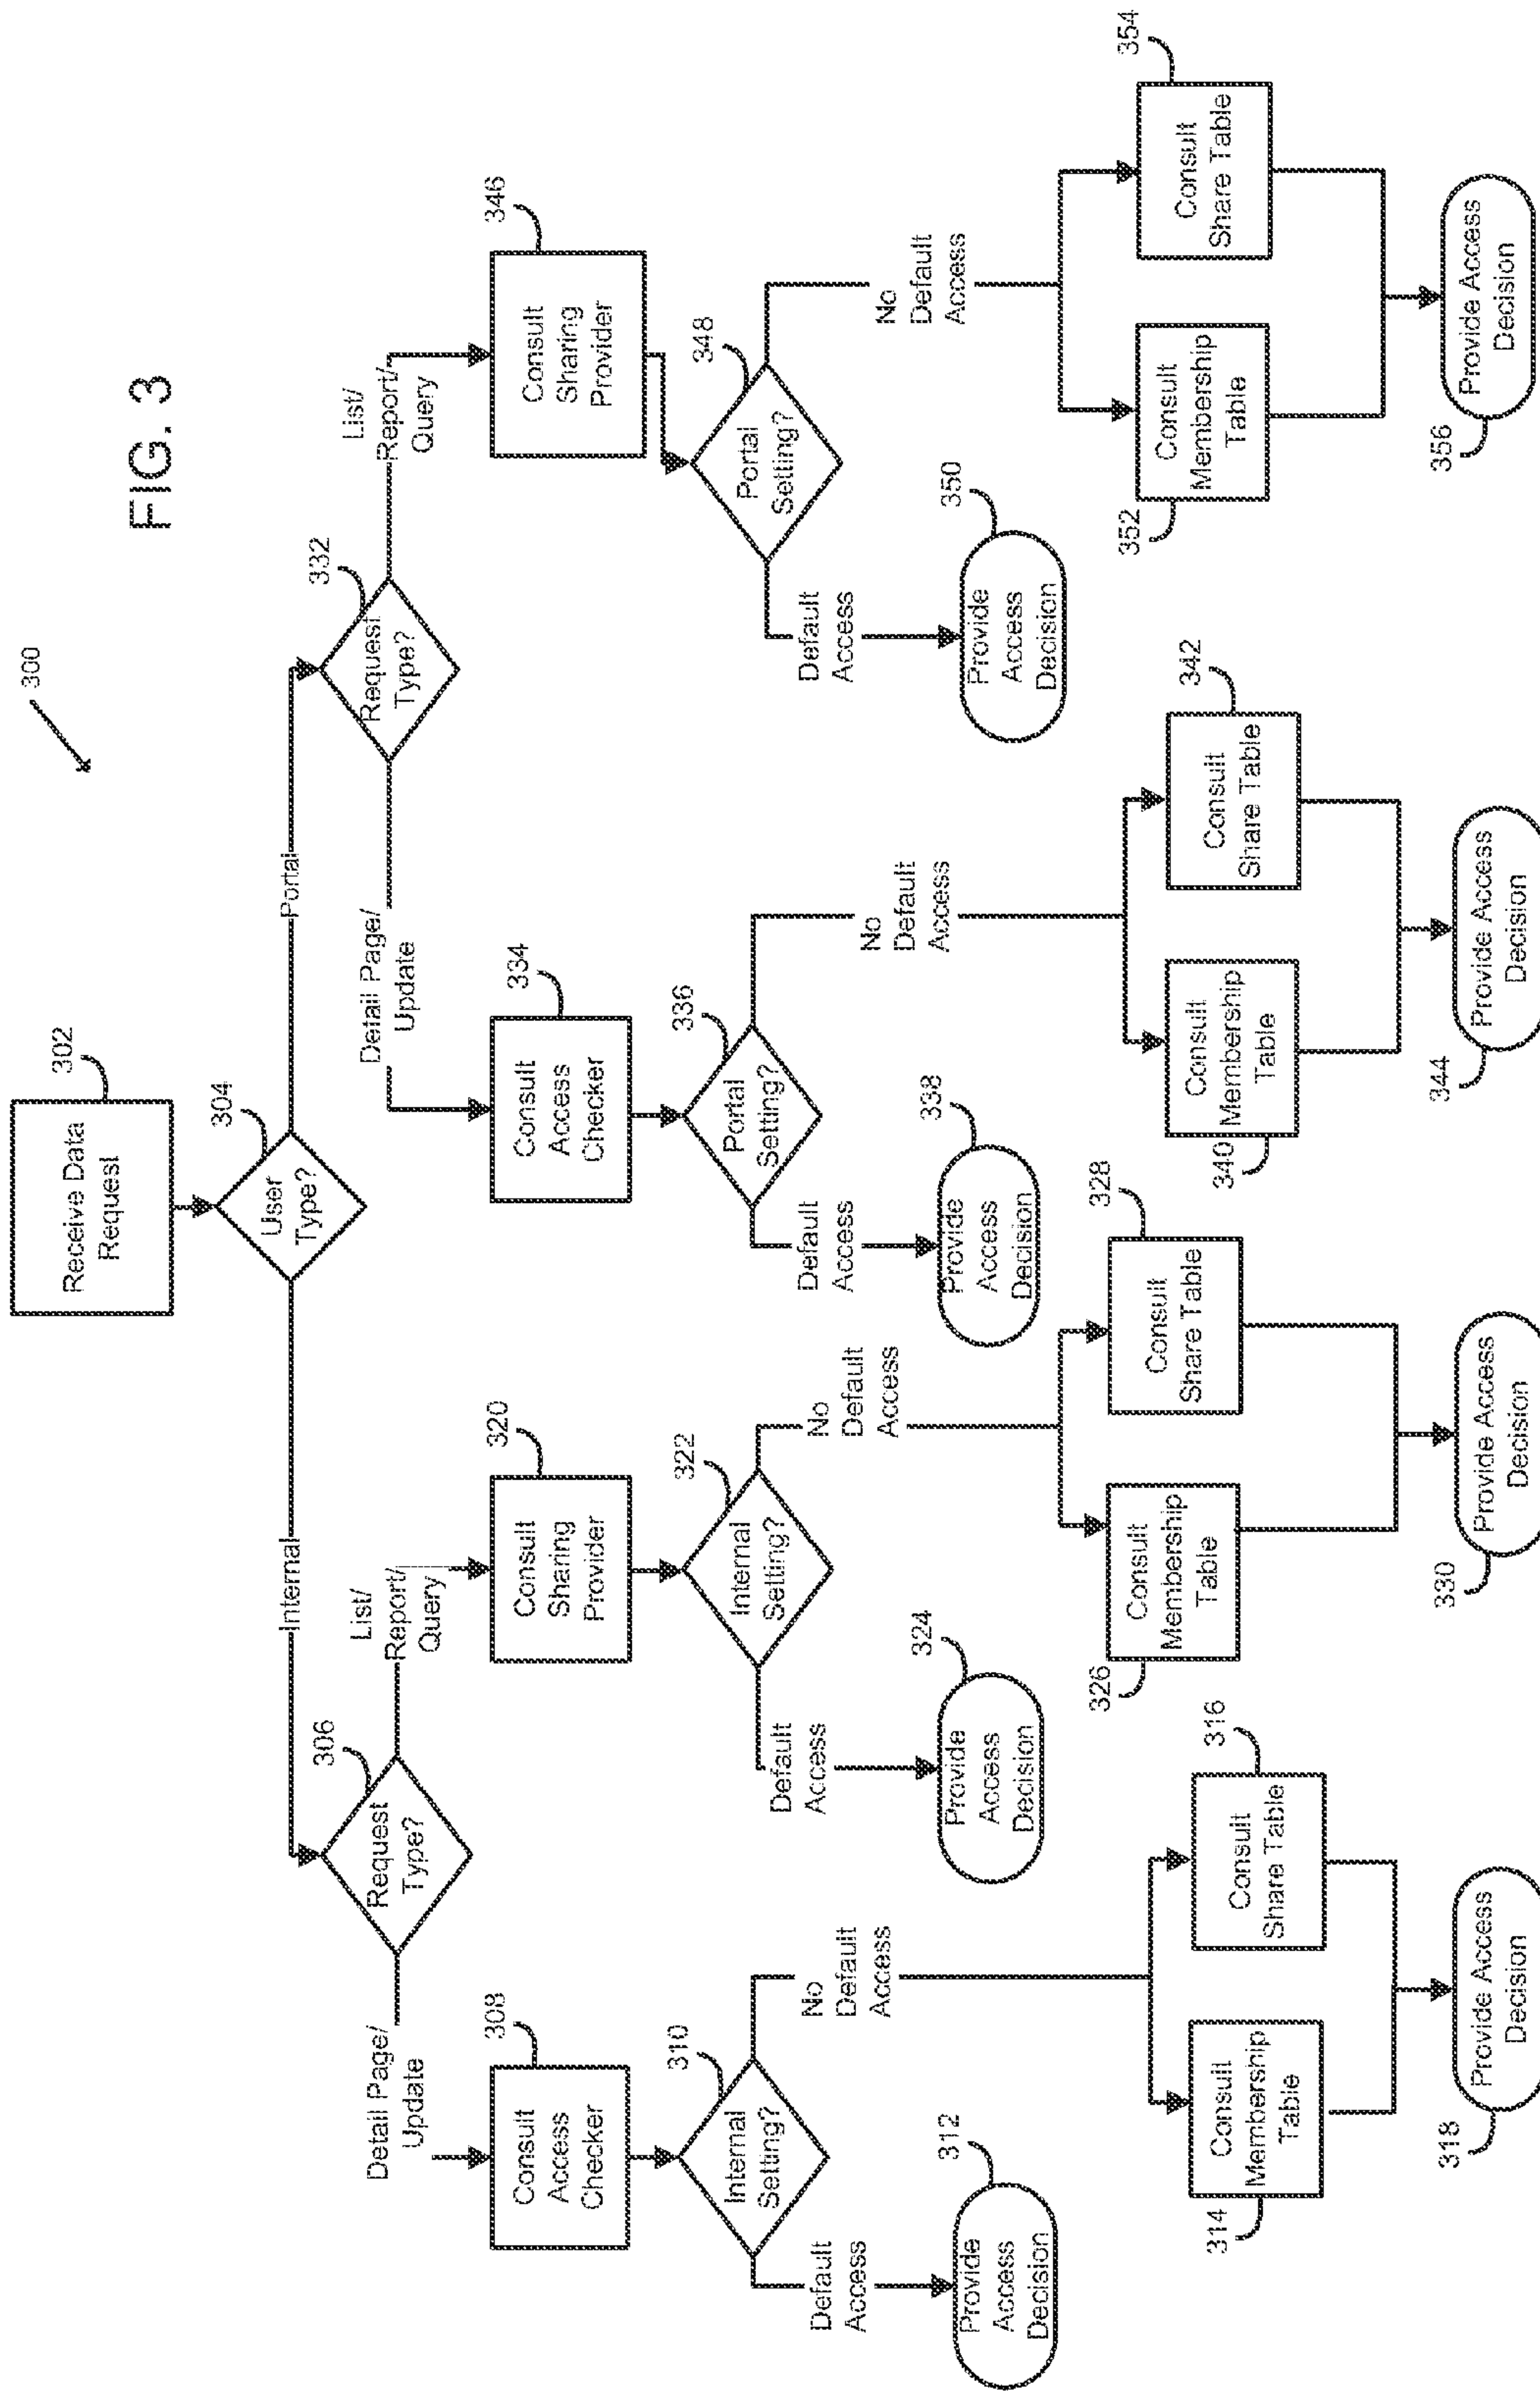 FIG. 3
300
302
Receive Data
Request
304
User
Type?
Internal
Portal
306
Request
Type?
Detail Page/
Update
List/
Report/
Query
308
Consult
Access
Checker
310
Internal
Setting?
Default
Access
No
Default
Access
312
Provide
Access
Decision
314
Consult
Membership
Table
316
Consult
Share Table
318
Provide Access
Decision
320
Consult
Sharing
Provider
322
Internal
Setting?
Default
Access
No
Default
Access
324
Provide
Access
Decision
326
Consult
Membership
Table
328
Consult
Share Table
330
Provide Access
Decision
332
Request
Type?
Detail Page/
Update
List/
Report/
Query
334
Consult
Access
Checker
336
Portal
Setting?
Default
Access
No
Default
Access
338
Provide
Access
Decision
340
Consult
Membership
Table
342
Consult
Share Table
344
Provide Access
Decision
346
Consult
Sharing
Provider
348
Portal
Setting?
Default
Access
No
Default
Access
350
Provide
Access
Decision
352
Consult
Membership
Table
354
Consult
Share Table
356
Provide Access
Decision